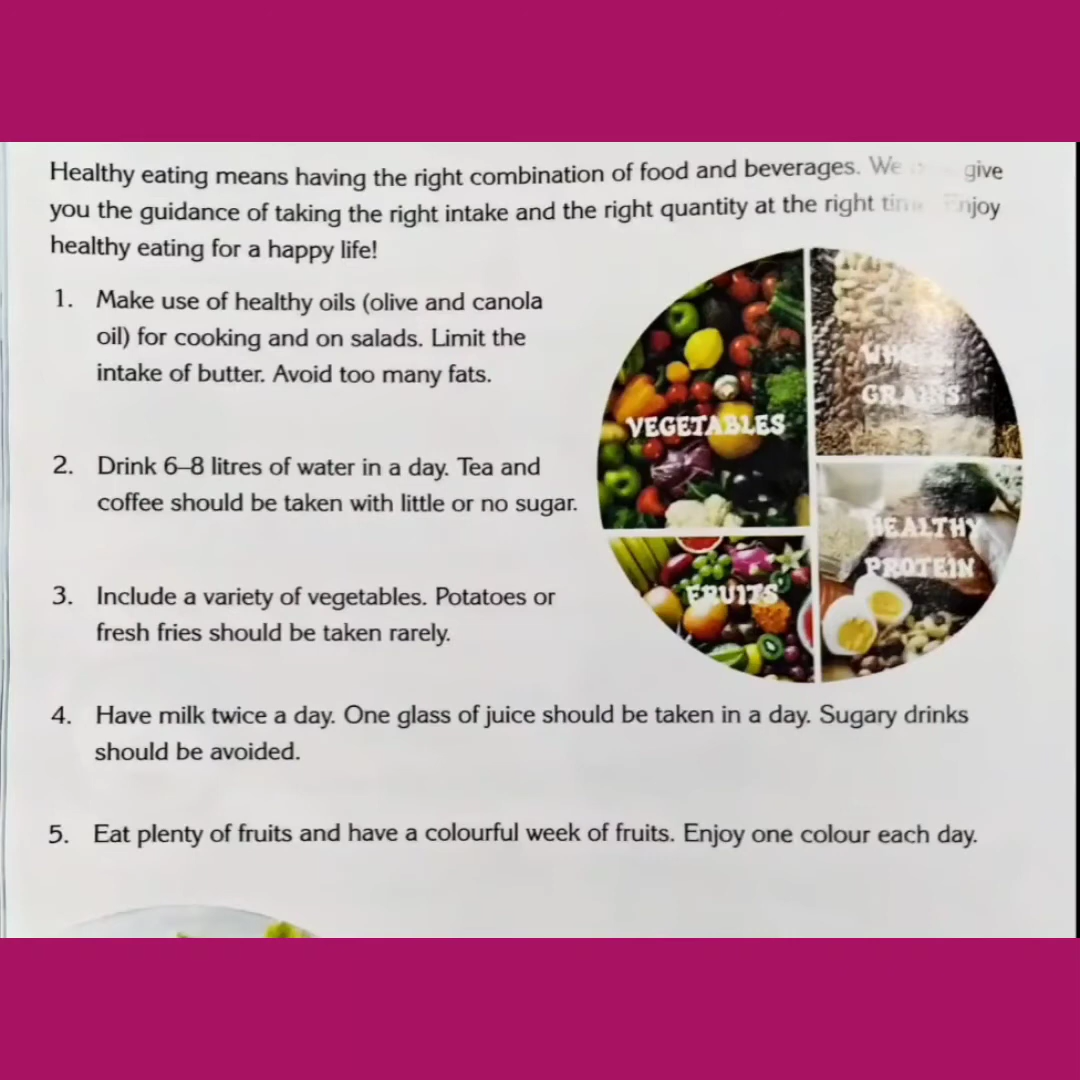 Healthy eating means having the right combination of food and beverages. We give
you the guidance of taking the right intake and the right quantity at the right time. Enjoy
healthy eating for a happy life!
1. Make use of healthy oils (olive and canola
oil) for cooking and on salads. Limit the
intake of butter. Avoid too many fats.
2. Drink 6–8 litres of water in a day. Tea and
coffee should be taken with little or no sugar.
3. Include a variety of vegetables. Potatoes or
fresh fries should be taken rarely.
VEGETABLES
WHOLE
GRAINS
FRUITS
HEALTHY
PROTEIN
4. Have milk twice a day. One glass of juice should be taken in a day. Sugary drinks
should be avoided.
5. Eat plenty of fruits and have a colourful week of fruits. Enjoy one colour each day.